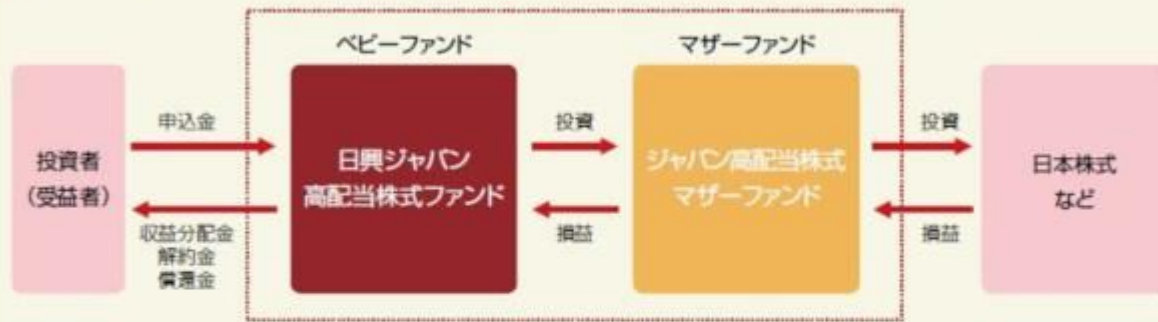 ベビーファンド
マザーファンド
投資者
（受益者）
申込金
収益分配金
解約金
償還金
日興ジャパン
高配当株式ファンド
投資
損益
ジャパン高配当株式
マザーファンド
投資
損益
日本株式
など